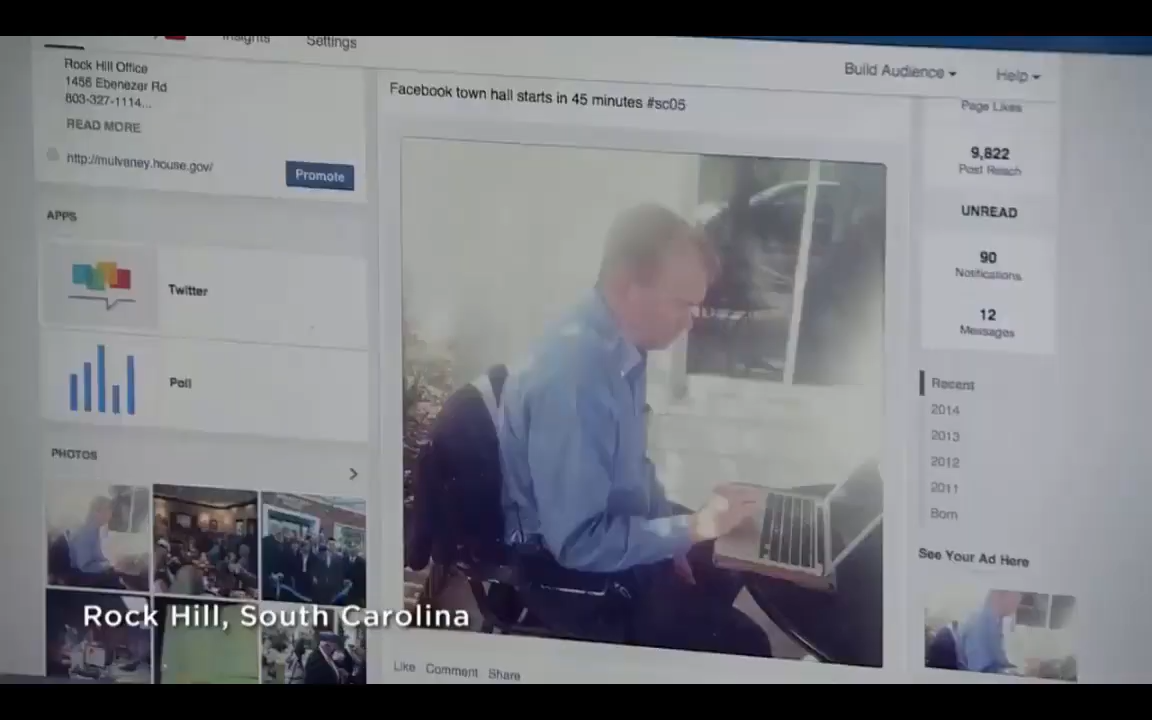 Insights
Settings
Build Audience
Help
Rock Hill Office
1456 Ebenezer Rd
803-327-1114...
READ MORE
http://mulvaney.house.gov/
Promote
Facebook town hall starts in 45 minutes #sc05
Page Likes
9,822
Post Reach
UNREAD
90
Notifications
12
Messages
APPS
Twitter
Poll
PHOTOS
Recent
2014
2013
2012
2011
Born
See Your Ad Here
Rock Hill, South Carolina
Like Comment Share